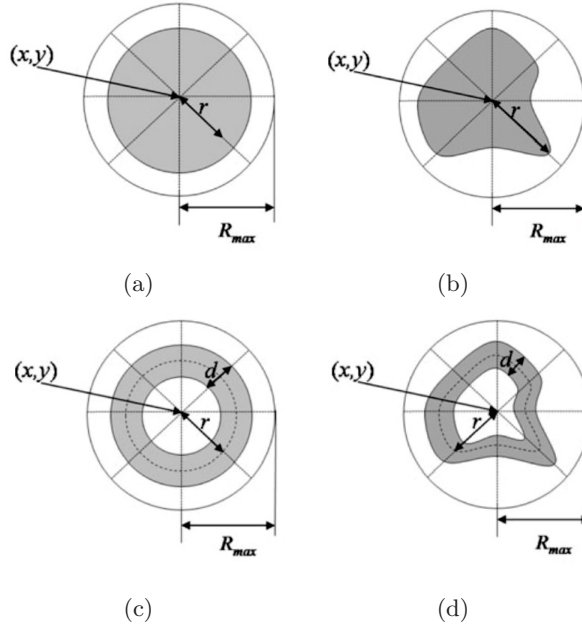 (x,y)
r
R_max
(a)
(x,y)
r
R_max
(b)
(x,y)
d
r
R_max
(c)
(x,y)
d
r
R_max
(d)